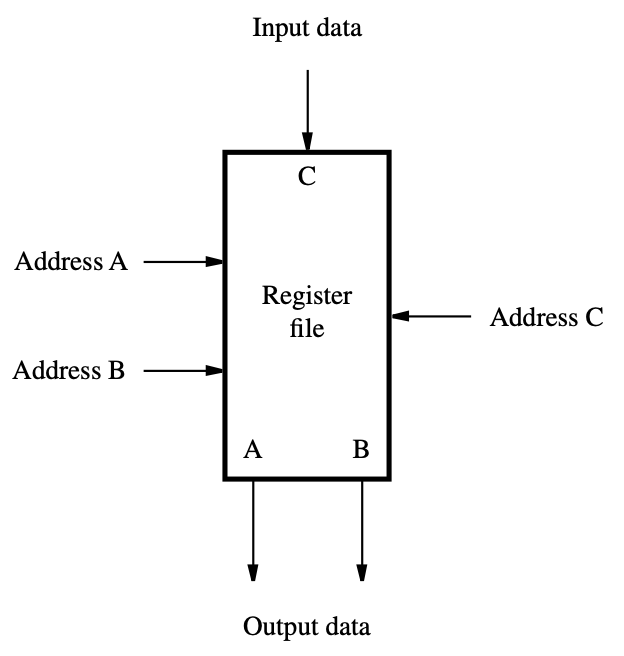 Input data
C
Address A
Register
file
Address C
Address B
A
B
Output data